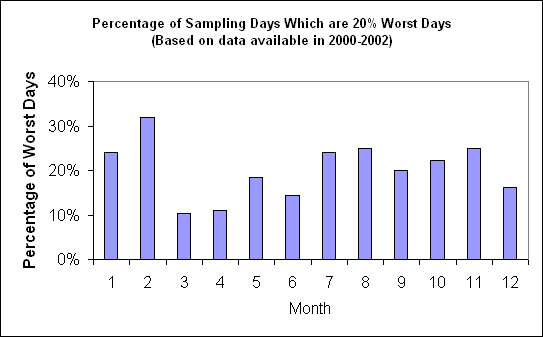 Percentage of Sampling Days Which are 20% Worst Days
(Based on data available in 2000-2002)
Percentage of Worst Days
40%
30%
20%
10%
0%
1 2 3 4 5 6 7 8 9 10 11 12
Month